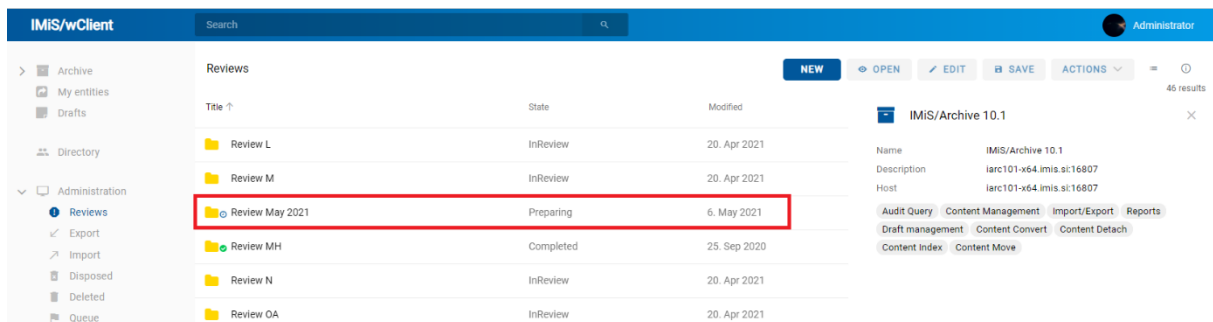 IMiS/wClient
Search
Administrator
Archive
My entities
Drafts
Directory
Administration
Reviews
Export
Import
Disposed
Deleted
Queue
Reviews
NEW OPEN EDIT SAVE ACTIONS
46 results
Title State Modified
Review L InReview 20. Apr 2021
Review M InReview 20. Apr 2021
Review May 2021 Preparing 6. May 2021
Review MH Completed 25. Sep 2020
Review N InReview 20. Apr 2021
Review OA InReview 20. Apr 2021
IMiS/Archive 10.1
Name IMiS/Archive 10.1
Description iarc101-x64.imis.si:16807
Host iarc101-x64.imis.si:16807
Audit Query Content Management Import/Export Reports
Draft management Content Convert Content Detach
Content Index Content Move